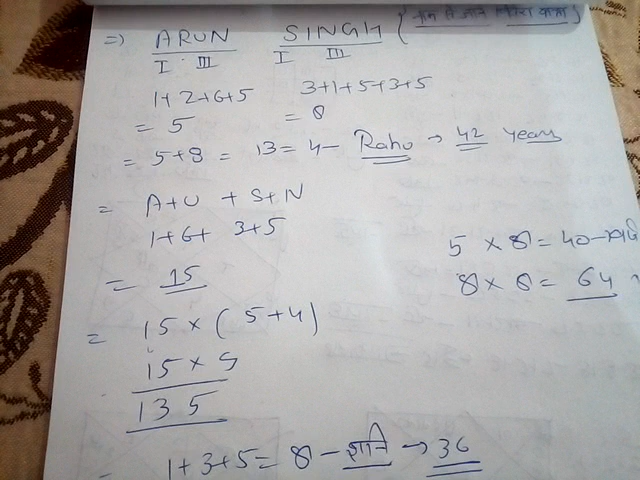 => ARUN SINGH (
I III I III
1+2+6+5 3+1+5+3+5
= 5 = 8
= 5+8 = 13 = 4 - Rahu → 42 years
= A+U + S+N
1+6+ 3+5
= 15
5 × 8 = 40 - शनि
8 × 8 = 64
= 15 × (5+4)
15 × 9
135
= 1+3+5 = 8 - शनि → 36